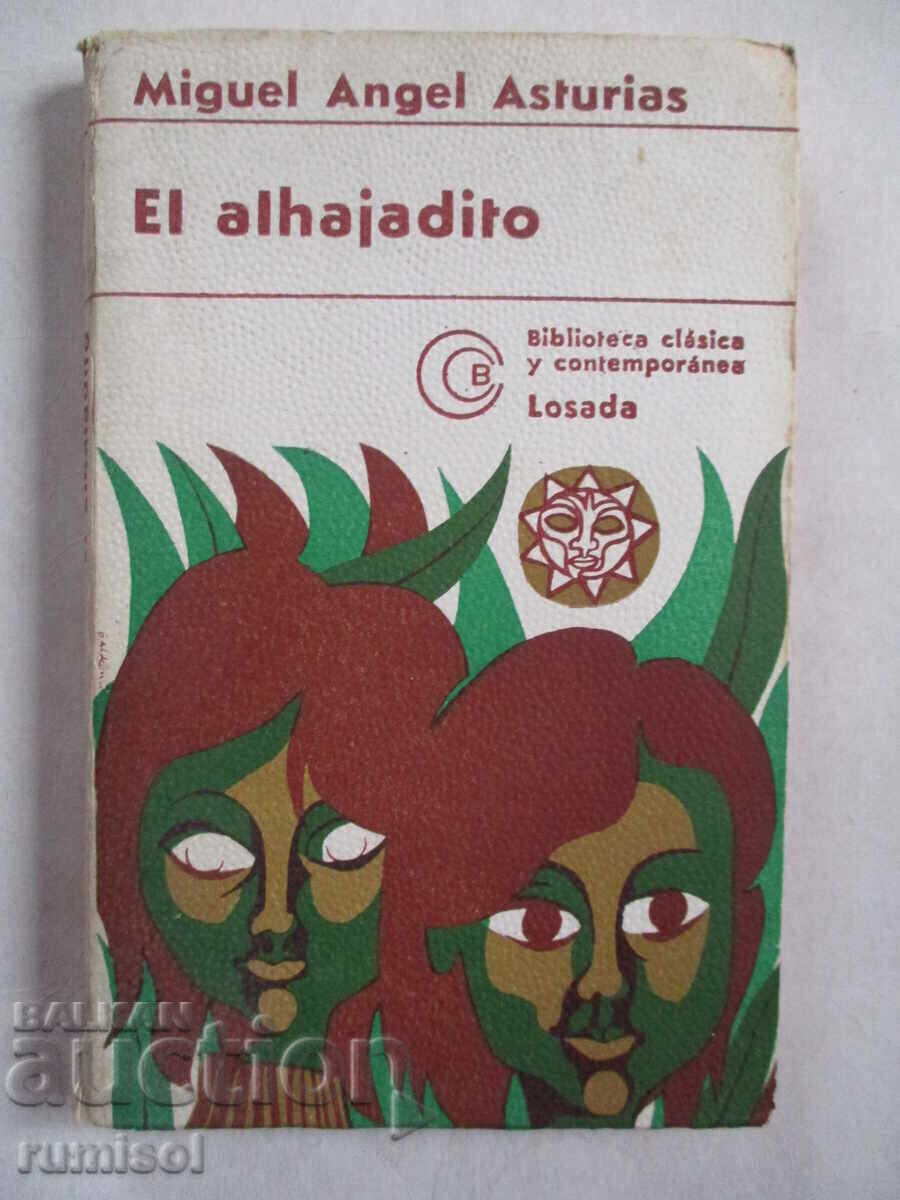 Miguel Angel Asturias
El alhajadito
B
Biblioteca clásica
y contemporánea
Losada
BALKAN
auction
rumisol